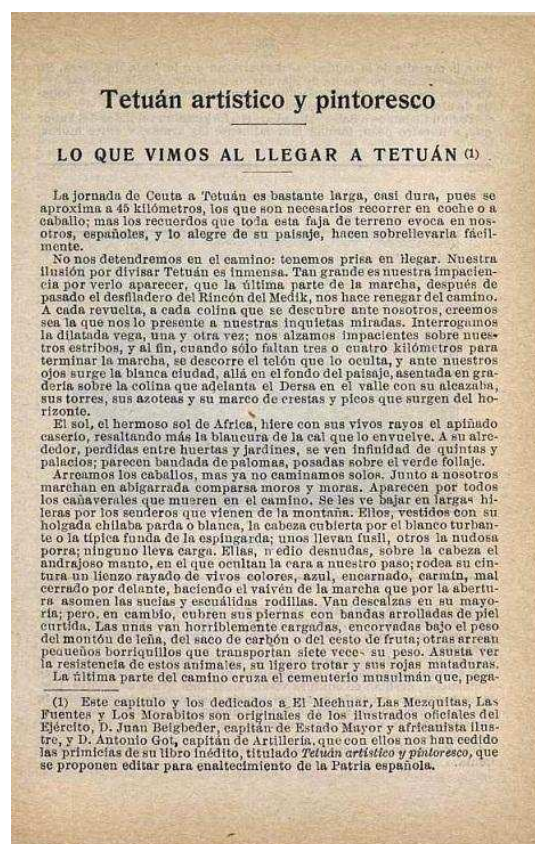 Tetuán artístico y pintoresco
LO QUE VIMOS AL LLEGAR A TETUÁN (1)
La jornada de Ceuta a Tetuán es bastante larga, casi dura, pues se
aproxima a 45 kilómetros, los que son necesarios recorrer en coche o a
caballo; mas los recuerdos que toda esta faja de terreno evoca en nos-
otros, españoles, y lo alegre de su paisaje, hacen sobrellevarla fácil-
mente.
No nos detendremos en el camino: tenemos prisa en llegar. Nuestra
ilusión por divisar Tetuán es inmensa. Tan grande es nuestra impacien-
cia por verlo aparecer, que la última parte de la marcha, después de
pasado el desfiladero del Rincón del Medik, nos hace renegar del camino.
A cada revuelta, a cada colina que se descubre ante nosotros, creemos
sea la que nos lo presente a nuestras inquietas miradas. Interrogamos
la dilatada vega, una y otra vez; nos alzamos impacientes sobre nues-
tros estribos, y al fin, cuando sólo faltan tres o cuatro kilómetros para
terminar la marcha, se descorre el telón que lo oculta, y ante nuestros
ojos surge la blanca ciudad, allá en el fondo del paisaje, asentada en gra-
dería sobre la colina que adelanta el Dersa en el valle con su alcazaba,
sus torres, sus azoteas y su marco de crestas y picos que surgen del ho-
rizonte.
El sol, el hermoso sol de Africa, hiere con sus vivos rayos el apiñado
caserío, resaltando más la blancura de la cal que lo envuelve. A su alre-
dedor, perdidas entre huertas y jardines, se ven infinidad de quintas y
palacios; parecen bandada de palomas, posadas sobre el verde follaje.
Arreamos los caballos, mas ya no caminamos solos. Junto a nosotros
marchan en abigarrada comparsa moros y moras. Aparecen por todos
los cañaverales que mueren en el camino. Se les ve bajar en largas hi-
leras por los senderos que vienen de la montaña. Ellos, vestidos con su
holgada chilaba parda o blanca, la cabeza cubierta por el blanco turban-
te o la típica funda de la espingarda; unos llevan fusil, otros la nudosa
porra; ninguno lleva carga. Ellas, medio desnudas, sobre la cabeza el
andrajoso manto, en el que ocultan la cara a nuestro paso; rodea su cin-
tura un lienzo rayado de vivos colores, azul, encarnado, carmín, mal
cerrado por delante, haciendo el vaivén de la marcha que por la abertu-
ra asomen las sucias y escuálidas rodillas. Van descalzas en su mayo-
ría; pero, en cambio, cubren sus piernas con bandas arrolladas de piel
curtida. Las unas van horriblemente cargadas, encorvadas bajo el peso
del montón de leña, del saco de carbón o del cesto de fruta; otras arrean
pequeños borriquillos que transportan siete veces su peso. Asusta ver
la resistencia de estos animales, su ligero trotar y sus rojas mataduras.
La última parte del camino cruza el cementerio musulmán que, pega-
(1) Este capítulo y los dedicados a El Mechuar, Las Mezquitas, Las
Fuentes y Los Morabitos son originales de los ilustrados oficiales del
Ejército, D. Juan Beigbeder, capitán de Estado Mayor y africanista ilus-
tre, y D. Antonio Got, capitán de Artillería, que con ellos nos han cedido
las primicias de su libro inédito, titulado Tetuán artístico y pintoresco, que
se proponen editar para enaltecimiento de la Patria española.